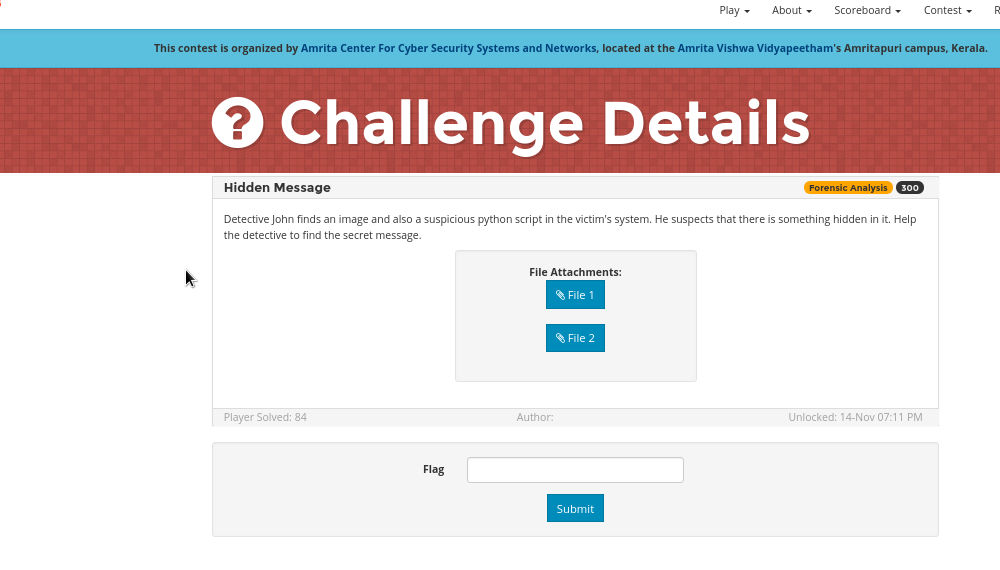 Play About Scoreboard Contest R
This contest is organized by Amrita Center For Cyber Security Systems and Networks, located at the Amrita Vishwa Vidyapeetham's Amritapuri campus, Kerala.
? Challenge Details
Hidden Message Forensic Analysis 300
Detective John finds an image and also a suspicious python script in the victim's system. He suspects that there is something hidden in it. Help
the detective to find the secret message.
File Attachments:
File 1
File 2
Player Solved: 84 Author: Unlocked: 14-Nov 07:11 PM
Flag
Submit